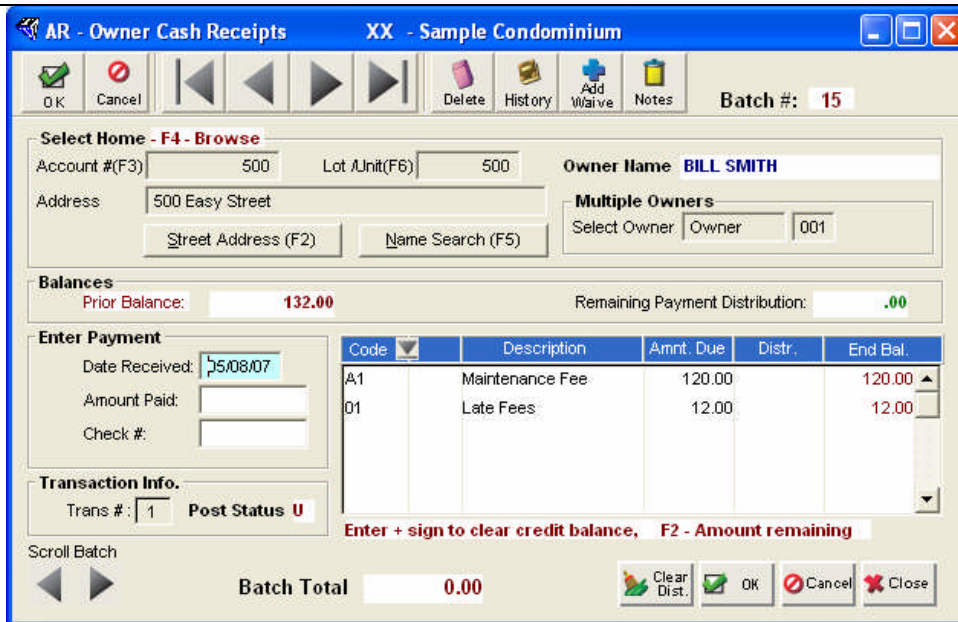 AR - Owner Cash Receipts XX - Sample Condominium
OK Cancel Delete History Add Waive Notes Batch #: 15
Select Home - F4 - Browse
Account #(F3) 500 Lot /Unit(F6) 500 Owner Name BILL SMITH
Address 500 Easy Street
Multiple Owners
Select Owner Owner 001
Street Address (F2) Name Search (F5)
Balances
Prior Balance: 132.00 Remaining Payment Distribution: .00
Enter Payment
Date Received: 05/08/07
Amount Paid:
Check #:
Code Description Amnt. Due Distr. End Bal.
A1 Maintenance Fee 120.00 120.00
01 Late Fees 12.00 12.00
Transaction Info.
Trans # : 1 Post Status U
Enter + sign to clear credit balance, F2 - Amount remaining
Scroll Batch
Batch Total 0.00
Clear Dist. OK Cancel Close